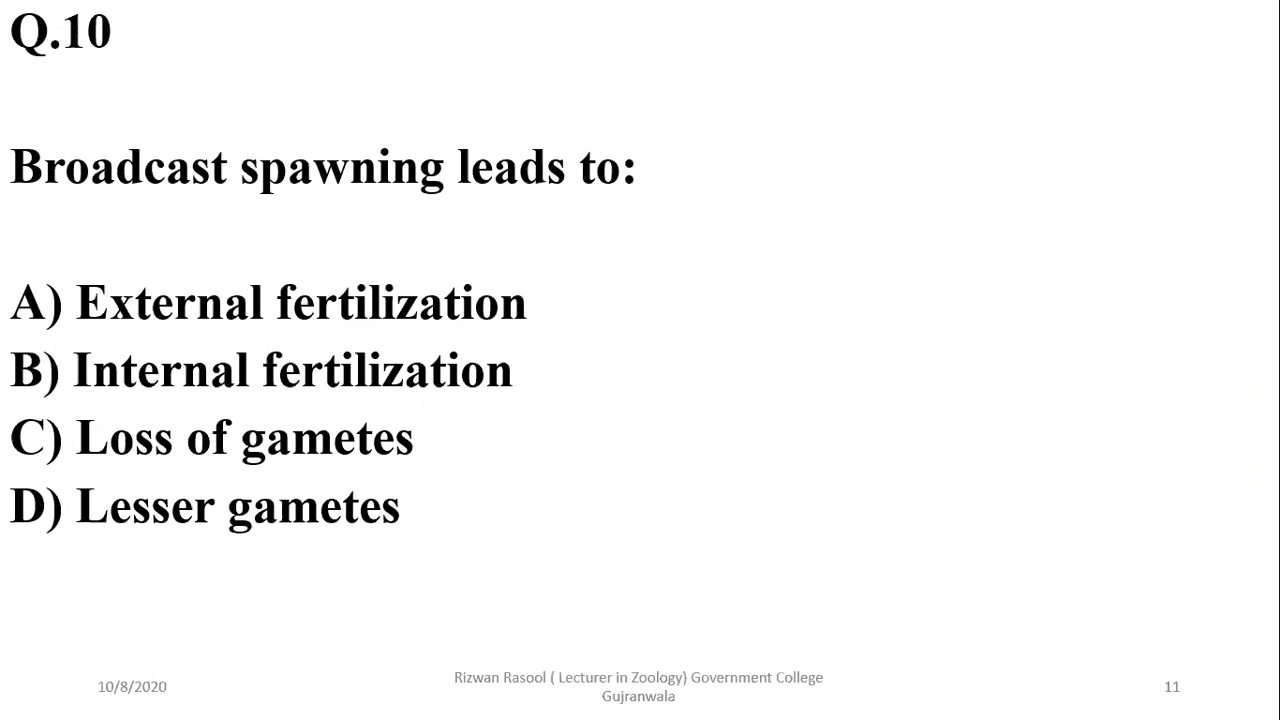 Q.10
Broadcast spawning leads to:
A) External fertilization
B) Internal fertilization
C) Loss of gametes
D) Lesser gametes
10/8/2020
Rizwan Rasool ( Lecturer in Zoology) Government College
Gujranwala
11